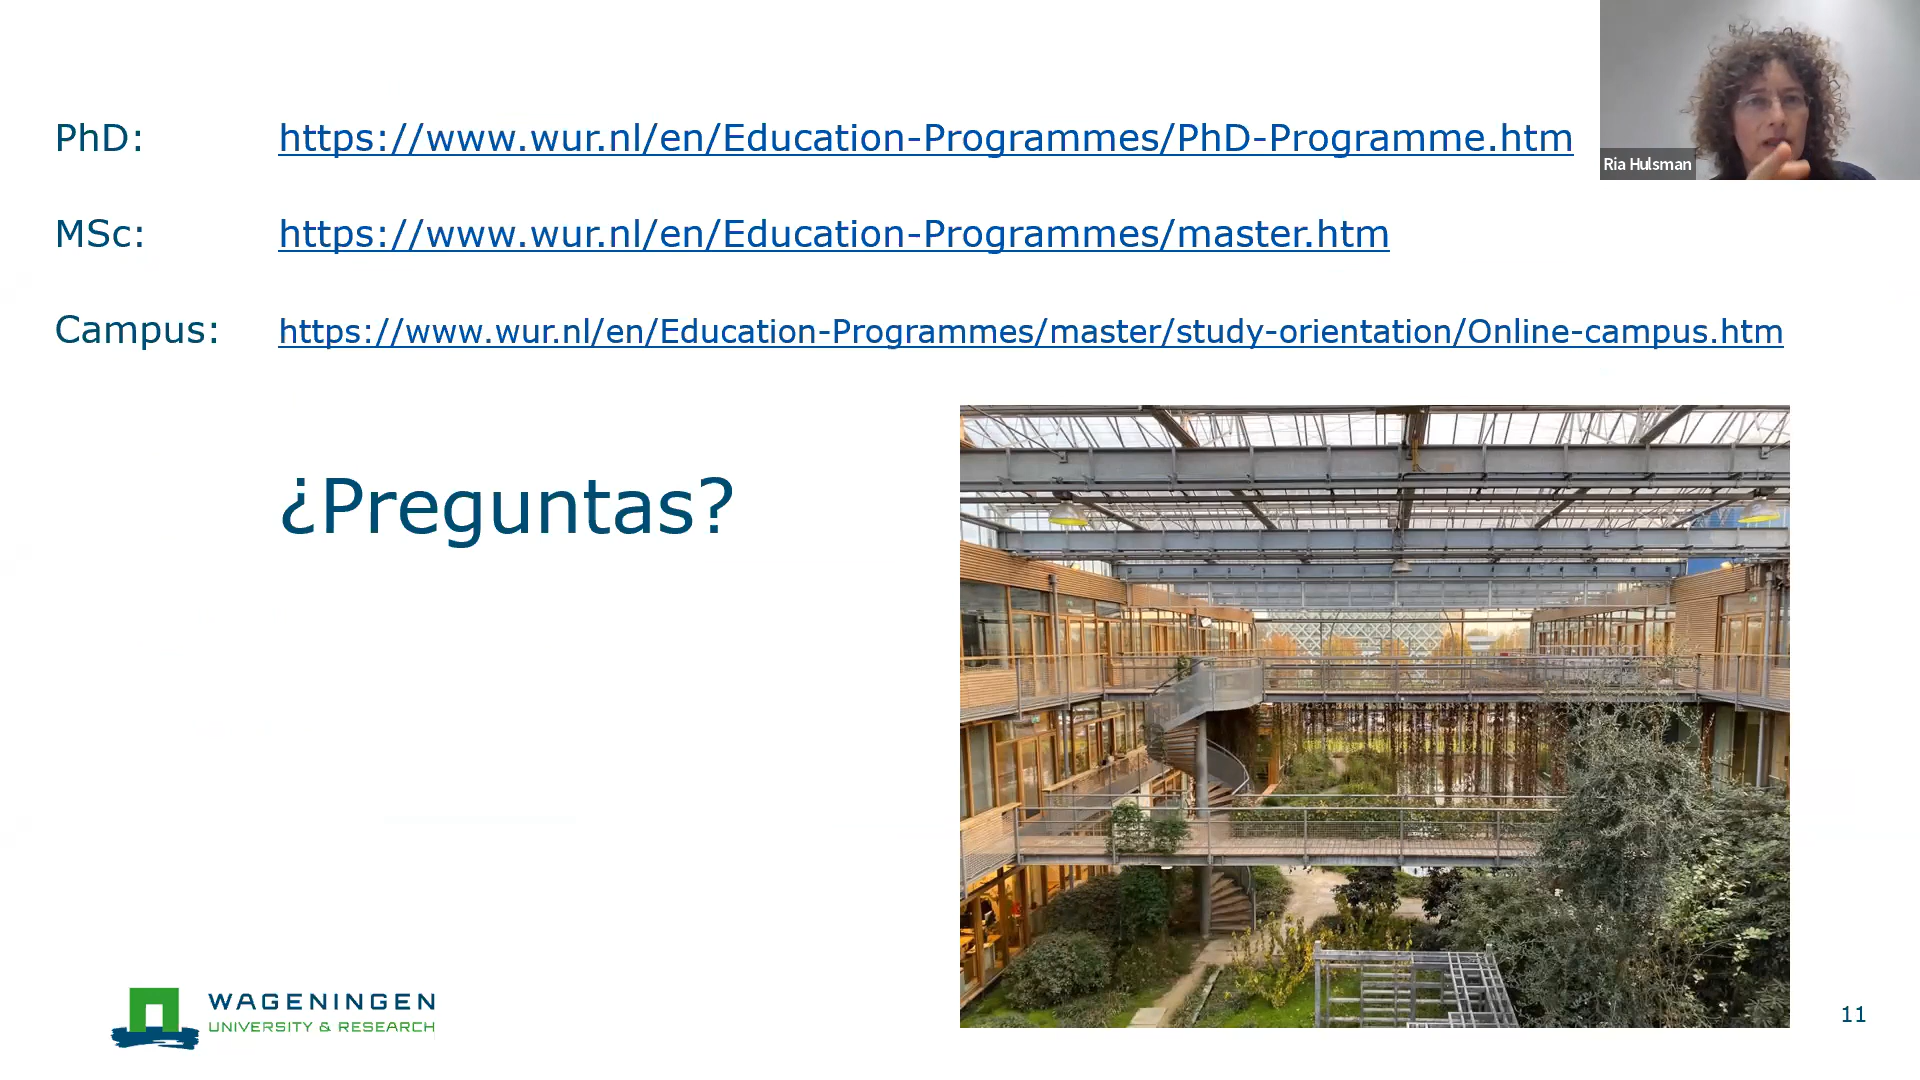 PhD: https://www.wur.nl/en/Education-Programmes/PhD-Programme.htm
Ria Hulsman
MSc: https://www.wur.nl/en/Education-Programmes/master.htm
Campus: https://www.wur.nl/en/Education-Programmes/master/study-orientation/Online-campus.htm
¿Preguntas?
WAGENINGEN
UNIVERSITY & RESEARCH
11